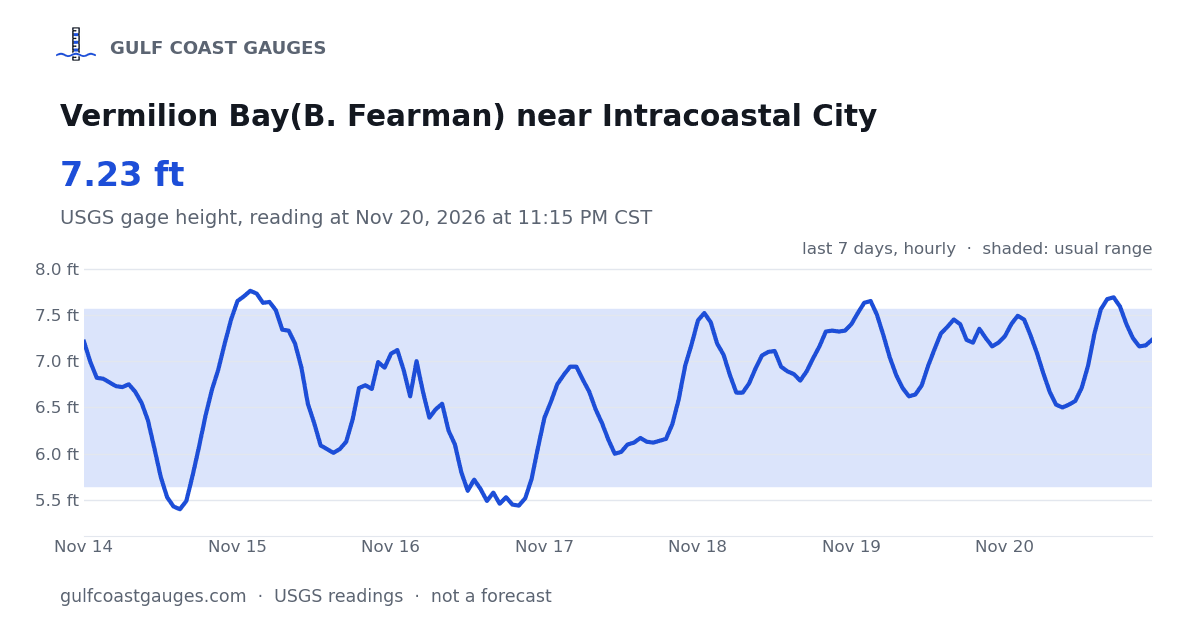 GULF COAST GAUGES
Vermilion Bay(B. Fearman) near Intracoastal City
7.23 ft
USGS gage height, reading at Nov 20, 2026 at 11:15 PM CST
last 7 days, hourly · shaded: usual range
8.0 ft
7.5 ft
7.0 ft
6.5 ft
6.0 ft
5.5 ft
Nov 14 Nov 15 Nov 16 Nov 17 Nov 18 Nov 19 Nov 20
gulfcoastgauges.com · USGS readings · not a forecast